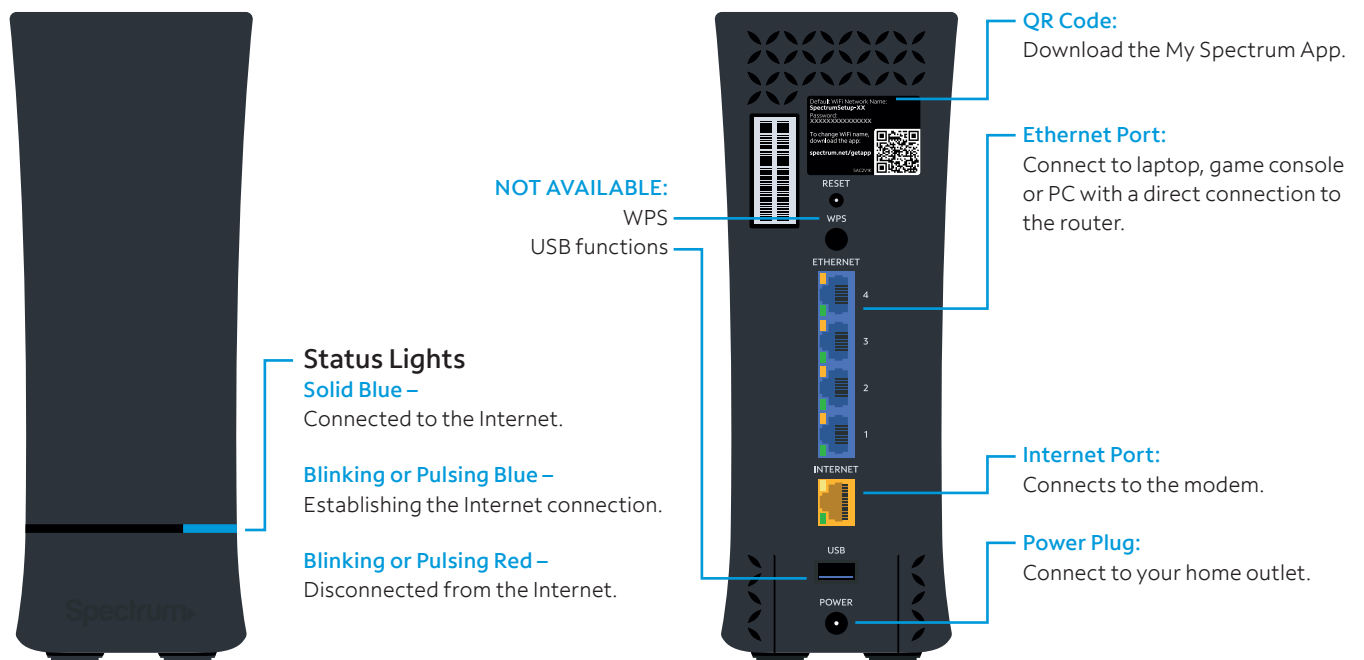 QR Code:
Download the My Spectrum App.
Default WiFi Network Name:
SpectrumSetup-XX
Password:
XXXXXXXXXXXXXXX
To change WiFi name,
download the app:
spectrum.net/getapp
SAC2V1K
Ethernet Port:
Connect to laptop, game console
or PC with a direct connection to
the router.
NOT AVAILABLE:
WPS
USB functions
RESET
WPS
ETHERNET
4
3
2
1
Status Lights
Solid Blue –
Connected to the Internet.
Blinking or Pulsing Blue –
Establishing the Internet connection.
Blinking or Pulsing Red –
Disconnected from the Internet.
INTERNET
Internet Port:
Connects to the modem.
USB
Power Plug:
Connect to your home outlet.
POWER
Spectrum